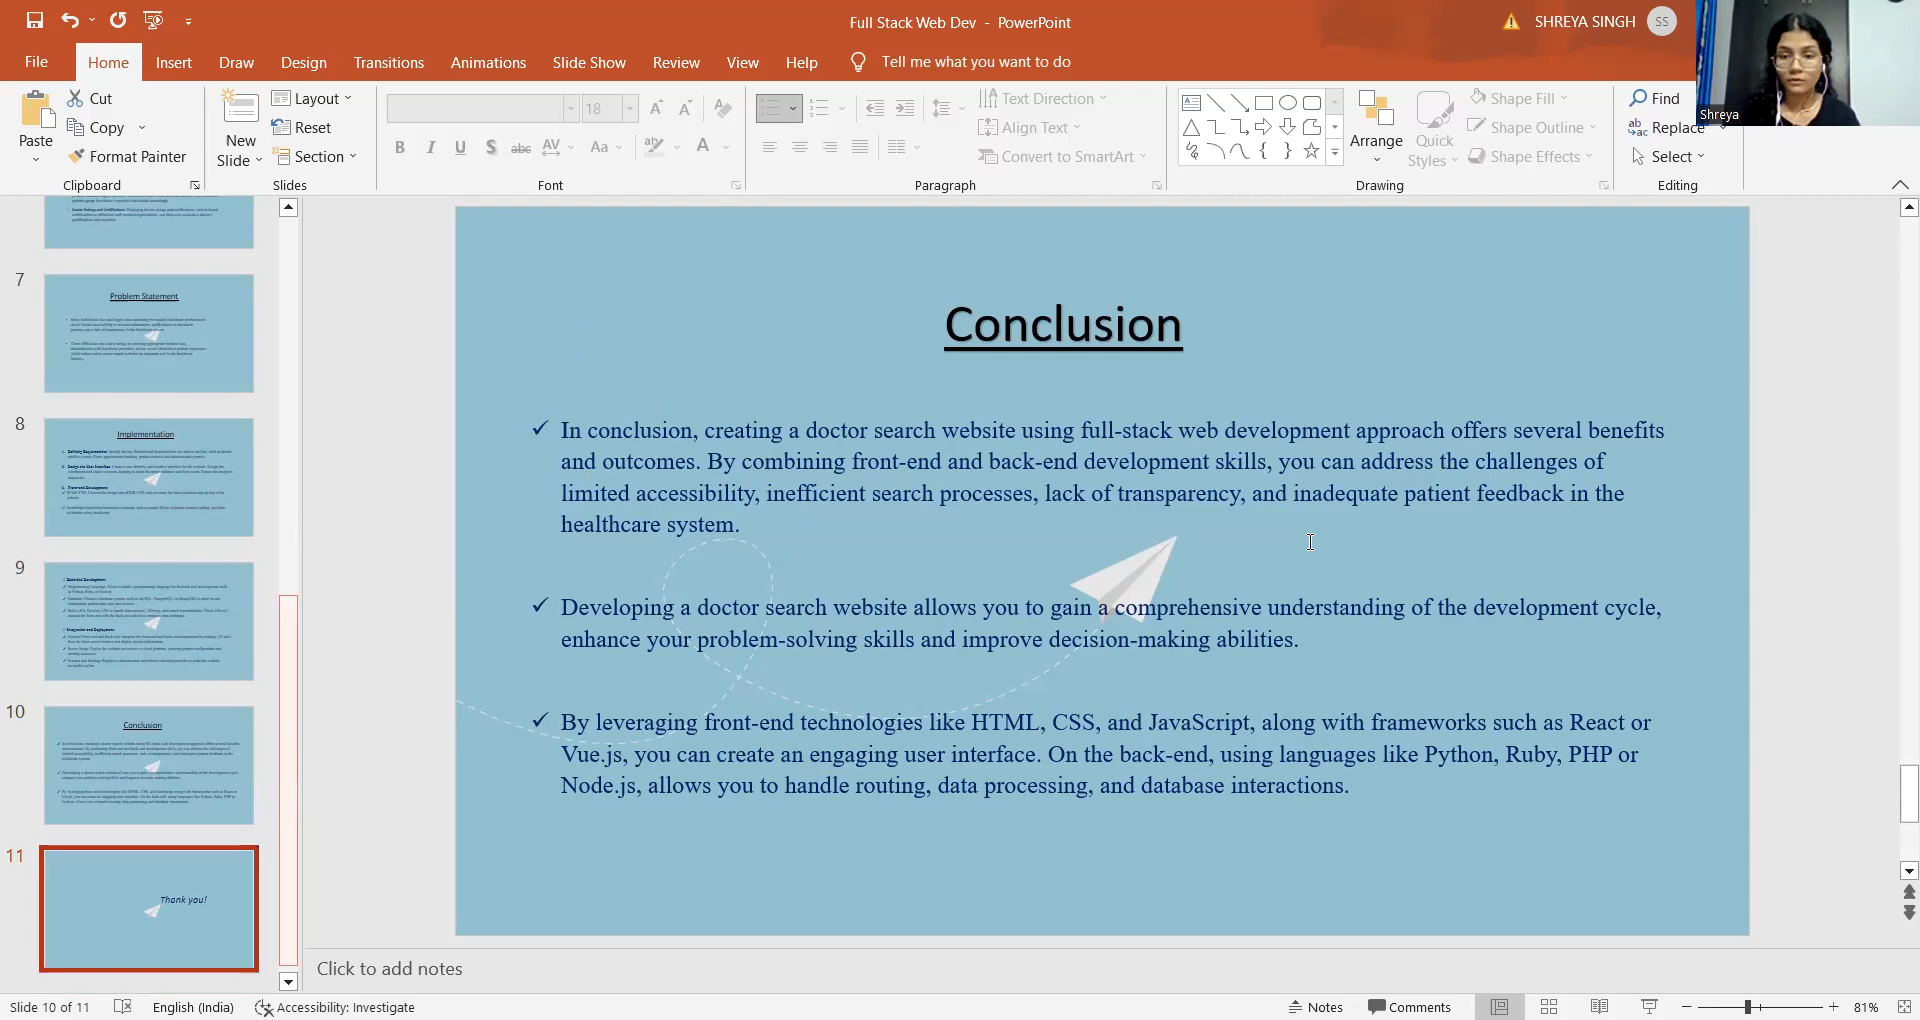 Full Stack Web Dev - PowerPoint
SHREYA SINGH
SS
File
Home
Insert
Draw
Design
Transitions
Animations
Slide Show
Review
View
Help
Tell me what you want to do
Shreya
Paste
Cut
Copy
Format Painter
Clipboard
New
Slide
Layout
Reset
Section
Slides
18
B
I
U
S
abc
AV
Aa
A
Font
Text Direction
Align Text
Convert to SmartArt
Paragraph
Arrange
Quick
Styles
Shape Fill
Shape Outline
Shape Effects
Drawing
Find
Replace
Select
Editing
7
Problem Statement
8
Implementation
9
10
Conclusion
11
Thank you!
Conclusion
✓ In conclusion, creating a doctor search website using full-stack web development approach offers several benefits
and outcomes. By combining front-end and back-end development skills, you can address the challenges of
limited accessibility, inefficient search processes, lack of transparency, and inadequate patient feedback in the
healthcare system.
✓ Developing a doctor search website allows you to gain a comprehensive understanding of the development cycle,
enhance your problem-solving skills and improve decision-making abilities.
✓ By leveraging front-end technologies like HTML, CSS, and JavaScript, along with frameworks such as React or
Vue.js, you can create an engaging user interface. On the back-end, using languages like Python, Ruby, PHP or
Node.js, allows you to handle routing, data processing, and database interactions.
Click to add notes
Slide 10 of 11
English (India)
Accessibility: Investigate
Notes
Comments
81%